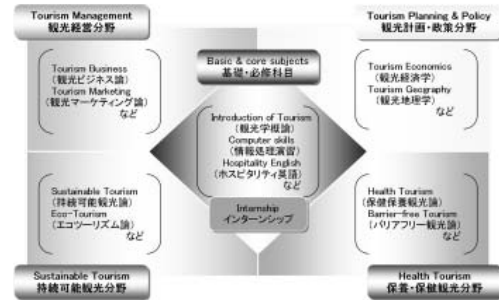 Tourism Management
観光経営分野
Tourism Business
(観光ビジネス論)
Tourism Marketing
(観光マーケティング論)
など
Tourism Planning & Policy
観光計画・政策分野
Tourism Economics
(観光経済学)
Tourism Geography
(観光地理学)
など
Basic & core subjects
基礎・必修科目
Introduction of Tourism
(観光学概論)
Computer skills
(情報処理演習)
Hospitality English
(ホスピタリティ英語)
など
Internship
インターンシップ
Sustainable Tourism
(持続可能観光論)
Eco-Tourism
(エコツーリズム論)
など
Sustainable Tourism
持続可能観光分野
Health Tourism
(保健保養観光論)
Barrier-free Tourism
(バリアフリー観光論)
など
Health Tourism
保養・保健観光分野